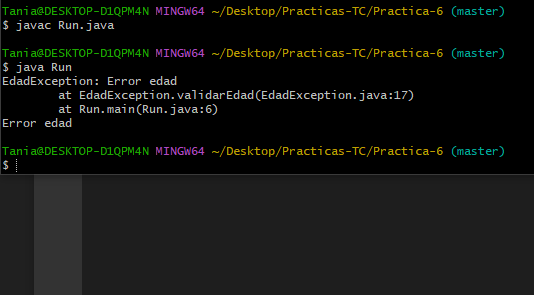 Tania@DESKTOP-D1QPM4N MINGW64 ~/Desktop/Practicas-TC/Practica-6 (master)
$ javac Run.java
Tania@DESKTOP-D1QPM4N MINGW64 ~/Desktop/Practicas-TC/Practica-6 (master)
$ java Run
EdadException: Error edad
        at EdadException.validarEdad(EdadException.java:17)
        at Run.main(Run.java:6)
Error edad
Tania@DESKTOP-D1QPM4N MINGW64 ~/Desktop/Practicas-TC/Practica-6 (master)
$